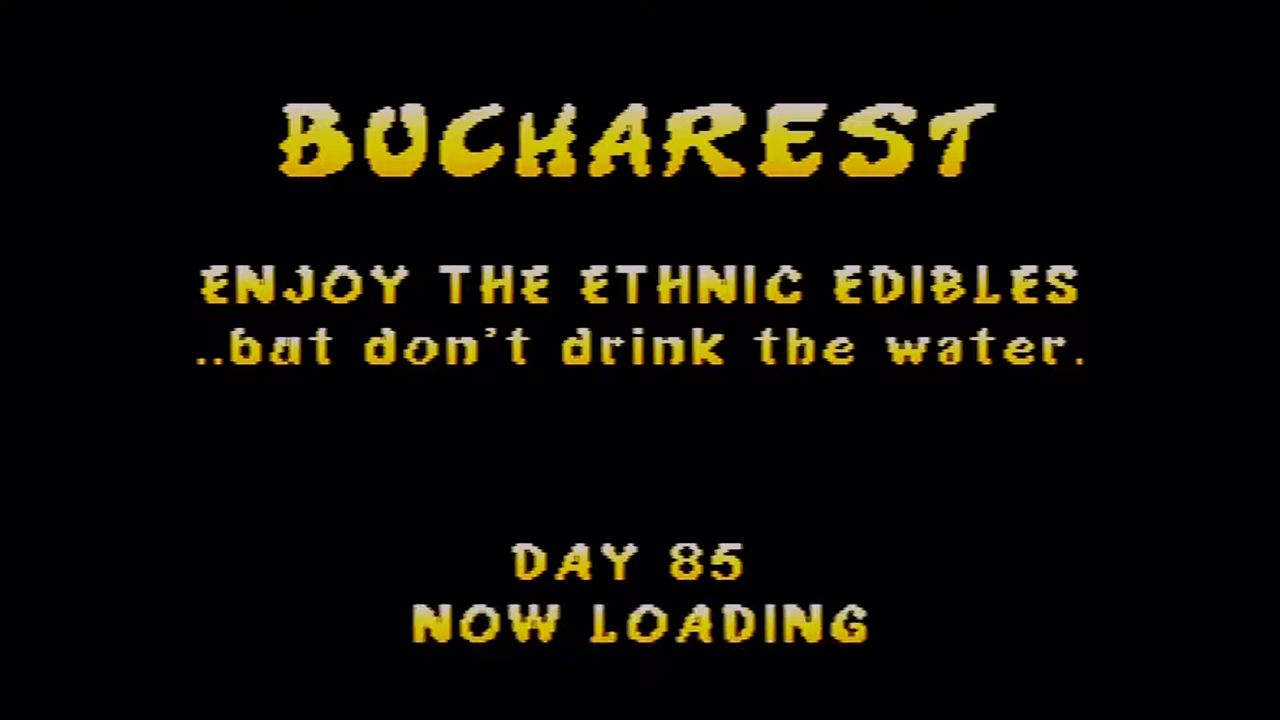 BUCHAREST
ENJOY THE ETHNIC EDIBLES
..but don't drink the water.
DAY 85
NOW LOADING